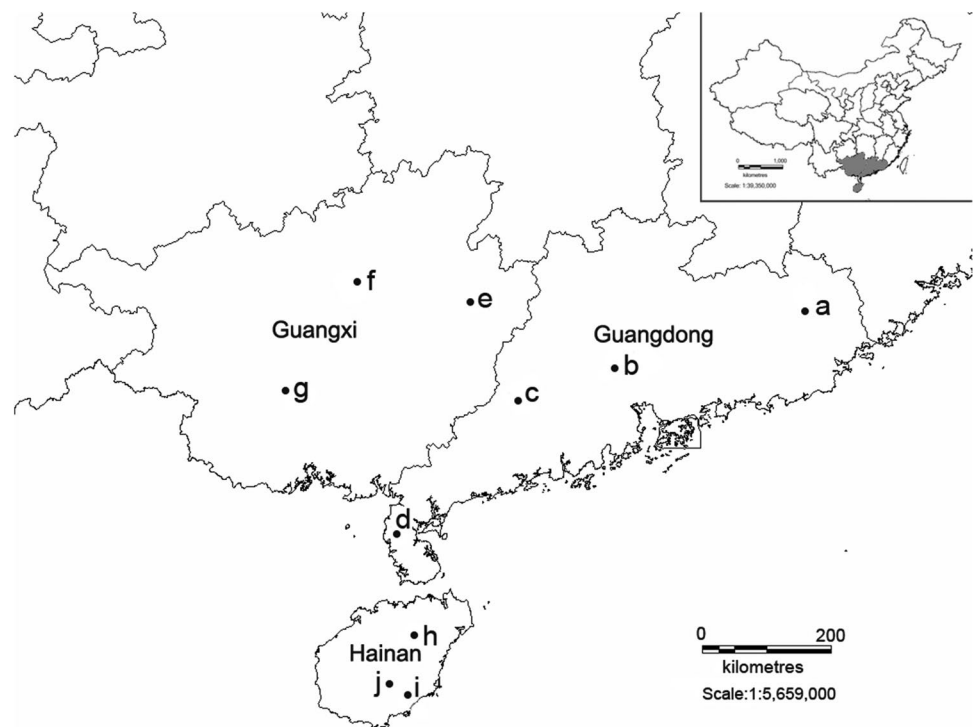 0 1,000
kilometres
Scale: 1:39,350,000
f
e
a
Guangxi
Guangdong
b
g
c
d
h
Hainan
j
i
0 200
kilometres
Scale:1:5,659,000